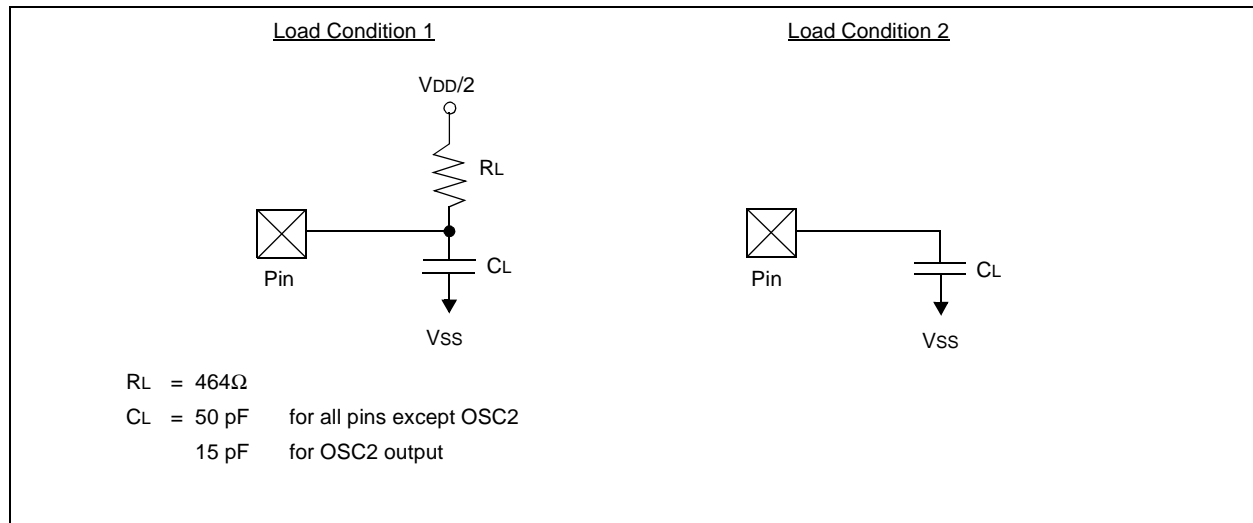 Load Condition 1
Load Condition 2
VDD/2
RL
CL
Pin
VSS
CL
Pin
VSS
RL = 464Ω
CL = 50 pF for all pins except OSC2
15 pF for OSC2 output